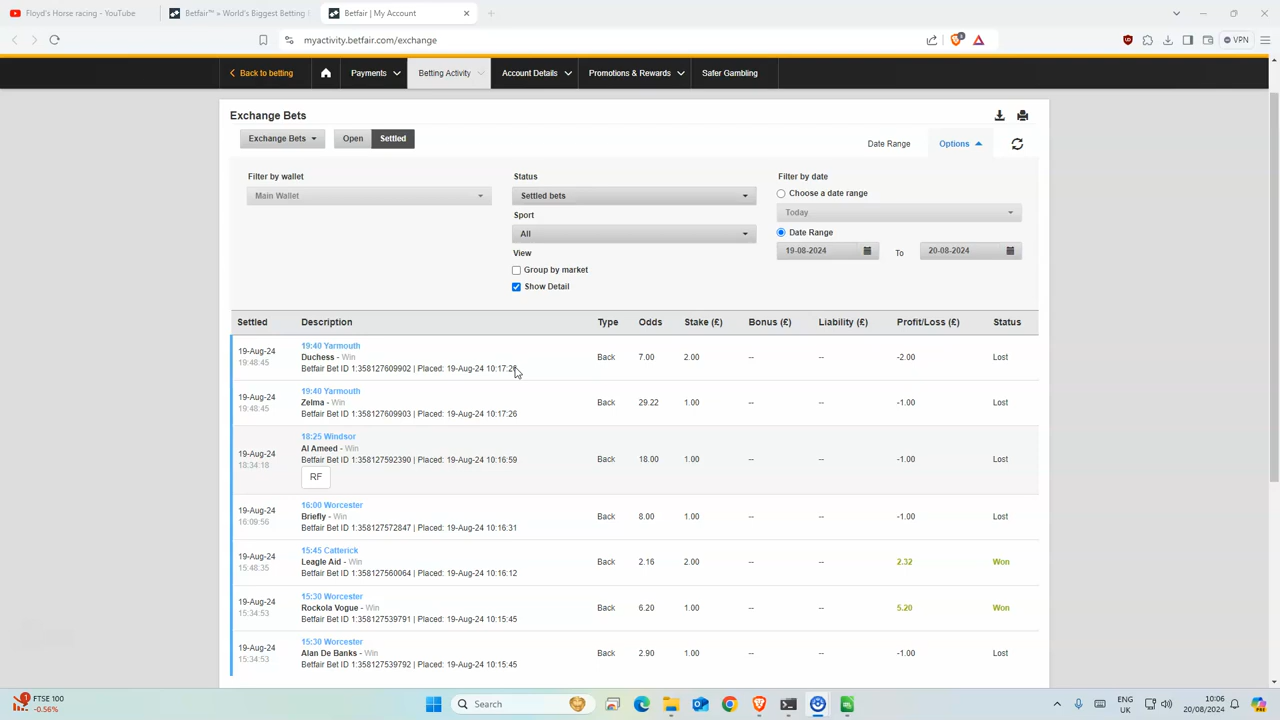 Floyd's Horse racing - YouTube
Betfair™ » World's Biggest Betting
Betfair | My Account
myactivity.betfair.com/exchange
VPN
Back to betting
Payments
Betting Activity
Account Details
Promotions & Rewards
Safer Gambling
Exchange Bets
Exchange Bets
Open
Settled
Date Range
Options
Filter by wallet
Status
Filter by date
Main Wallet
Settled bets
Choose a date range
Sport
Today
All
Date Range
View
19-08-2024
To
20-08-2024
Group by market
Show Detail
Settled Description Type Odds Stake (£) Bonus (£) Liability (£) Profit/Loss (£) Status
19:40 Yarmouth
19-Aug-24 Duchess - Win Back 7.00 2.00 -- -- -2.00 Lost
19:48:45 Betfair Bet ID 1:358127609902 | Placed: 19-Aug-24 10:17:26
19:40 Yarmouth
19-Aug-24 Zelma - Win Back 29.22 1.00 -- -- -1.00 Lost
19:48:45 Betfair Bet ID 1:358127609903 | Placed: 19-Aug-24 10:17:26
18:25 Windsor
Al Ameed - Win
19-Aug-24 Betfair Bet ID 1:358127592390 | Placed: 19-Aug-24 10:16:59 Back 18.00 1.00 -- -- -1.00 Lost
18:34:18
RF
16:00 Worcester
19-Aug-24 Briefly - Win Back 8.00 1.00 -- -- -1.00 Lost
16:09:56 Betfair Bet ID 1:358127572847 | Placed: 19-Aug-24 10:16:31
15:45 Catterick
19-Aug-24 Leagle Aid - Win Back 2.16 2.00 -- -- 2.32 Won
15:48:35 Betfair Bet ID 1:358127560064 | Placed: 19-Aug-24 10:16:12
15:30 Worcester
19-Aug-24 Rockola Vogue - Win Back 6.20 1.00 -- -- 5.20 Won
15:34:53 Betfair Bet ID 1:358127539791 | Placed: 19-Aug-24 10:15:45
15:30 Worcester
19-Aug-24 Alan De Banks - Win Back 2.90 1.00 -- -- -1.00 Lost
15:34:53 Betfair Bet ID 1:358127539792 | Placed: 19-Aug-24 10:15:45
1
FTSE 100
-0.56%
Search
ENG
UK
10:06
20/08/2024